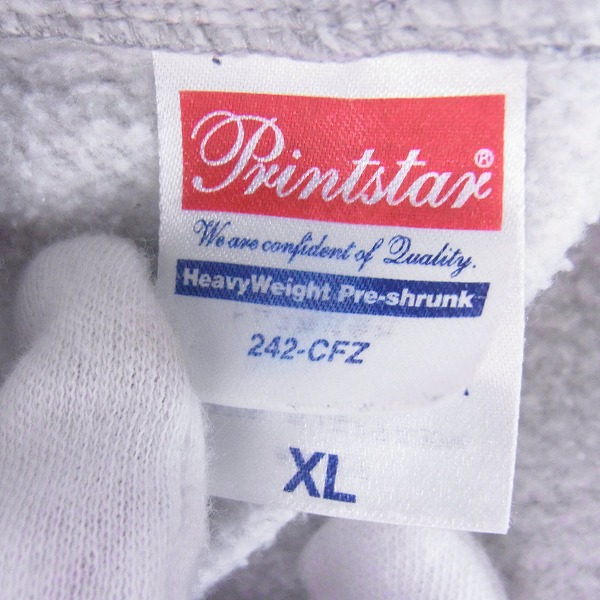 Printstar®
We are confident of Quality.
HeavyWeight Pre-shrunk
242-CFZ
XL